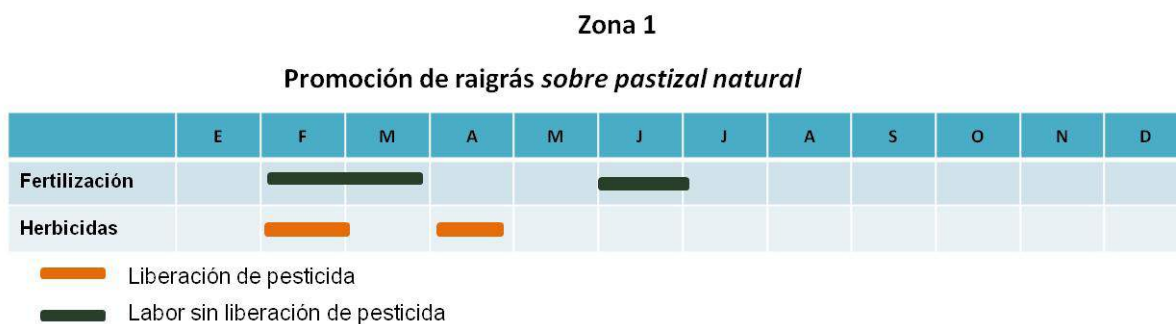 Zona 1
Promoción de raigrás sobre pastizal natural
E F M A M J J A S O N D
Fertilización
Herbicidas
Liberación de pesticida
Labor sin liberación de pesticida